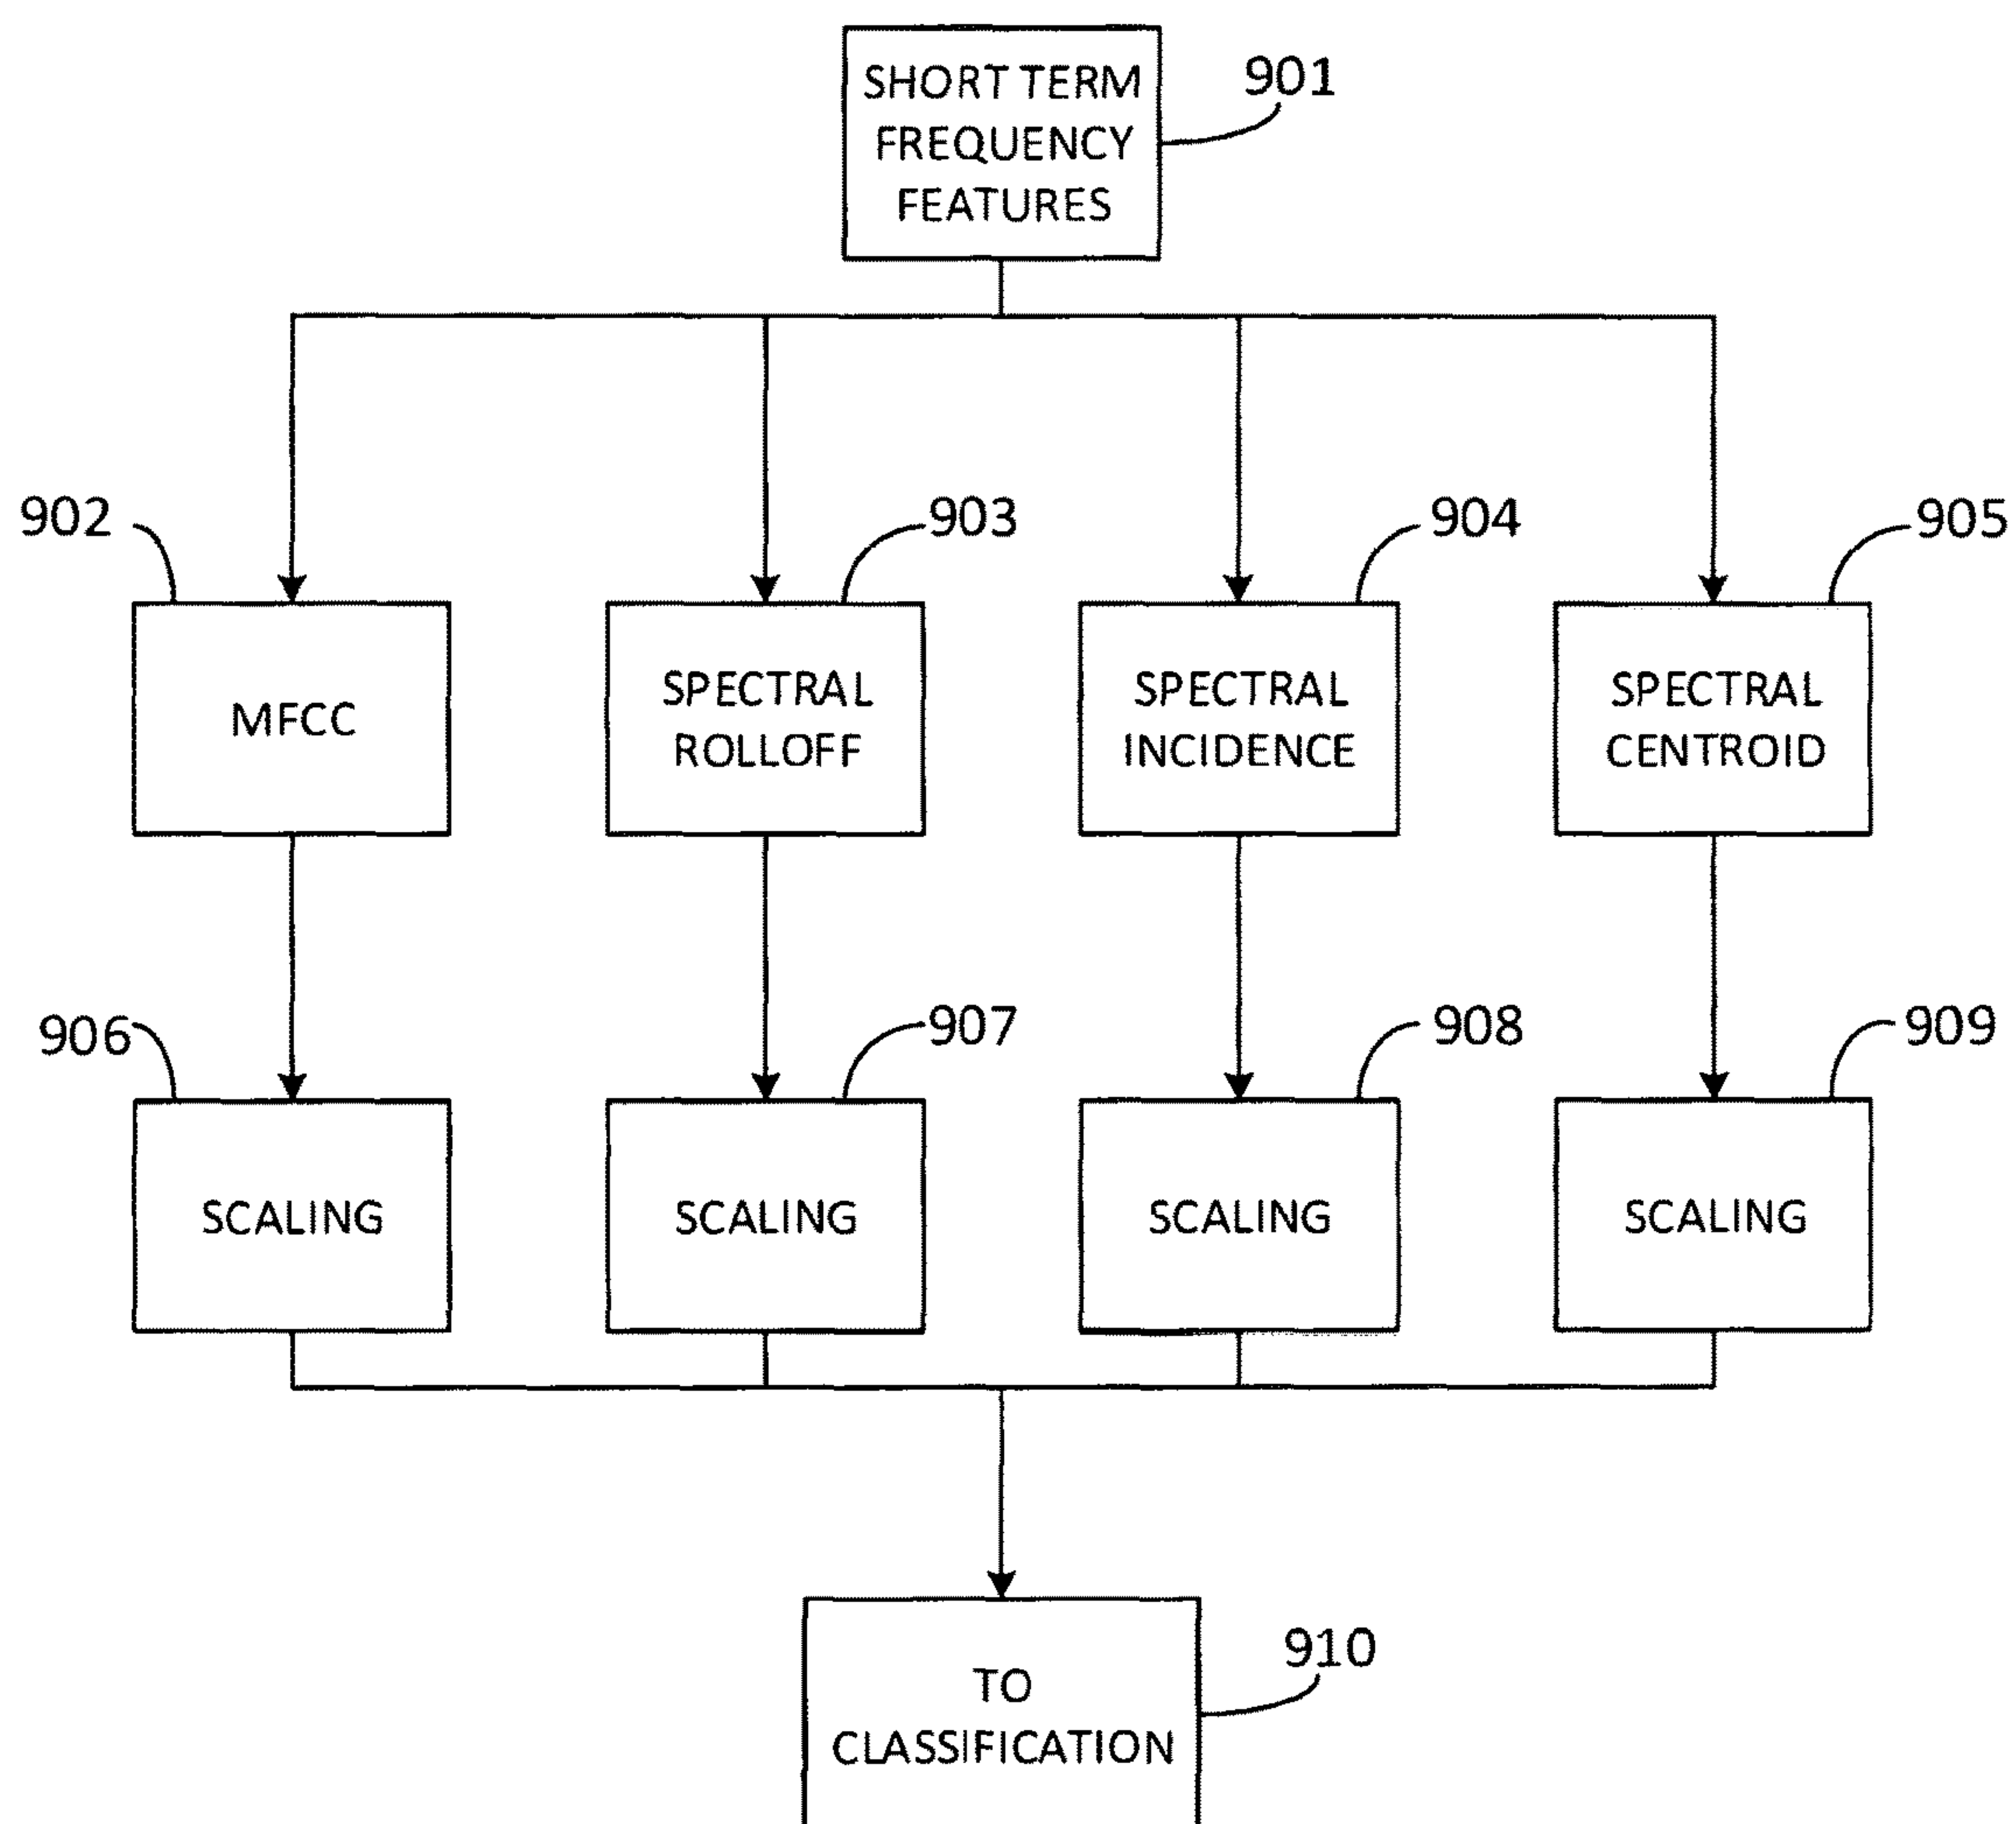 SHORT TERM
FREQUENCY
FEATURES
901
902
903
904
905
MFCC
SPECTRAL
ROLLOFF
SPECTRAL
INCIDENCE
SPECTRAL
CENTROID
906
907
908
909
SCALING
SCALING
SCALING
SCALING
910
TO
CLASSIFICATION